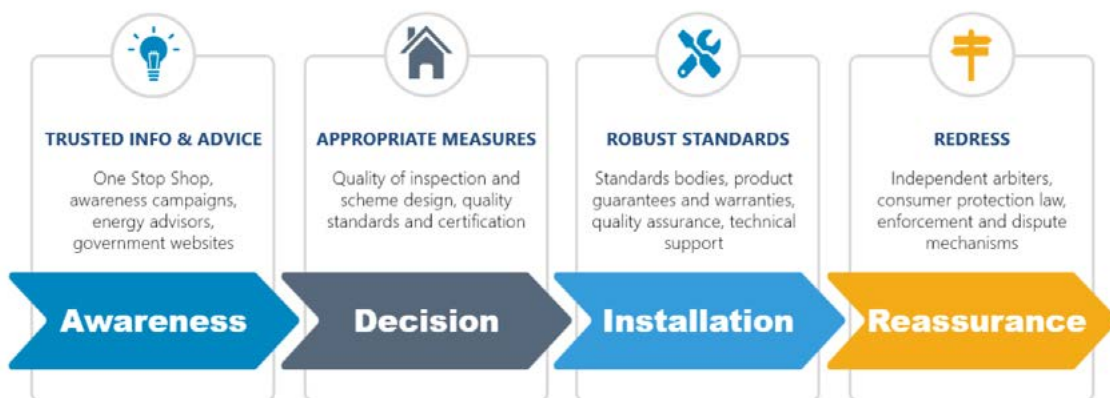 TRUSTED INFO & ADVICE
One Stop Shop,
awareness campaigns,
energy advisors,
government websites
Awareness
APPROPRIATE MEASURES
Quality of inspection and
scheme design, quality
standards and certification
Decision
ROBUST STANDARDS
Standards bodies, product
guarantees and warranties,
quality assurance, technical
support
Installation
REDRESS
Independent arbiters,
consumer protection law,
enforcement and dispute
mechanisms
Reassurance